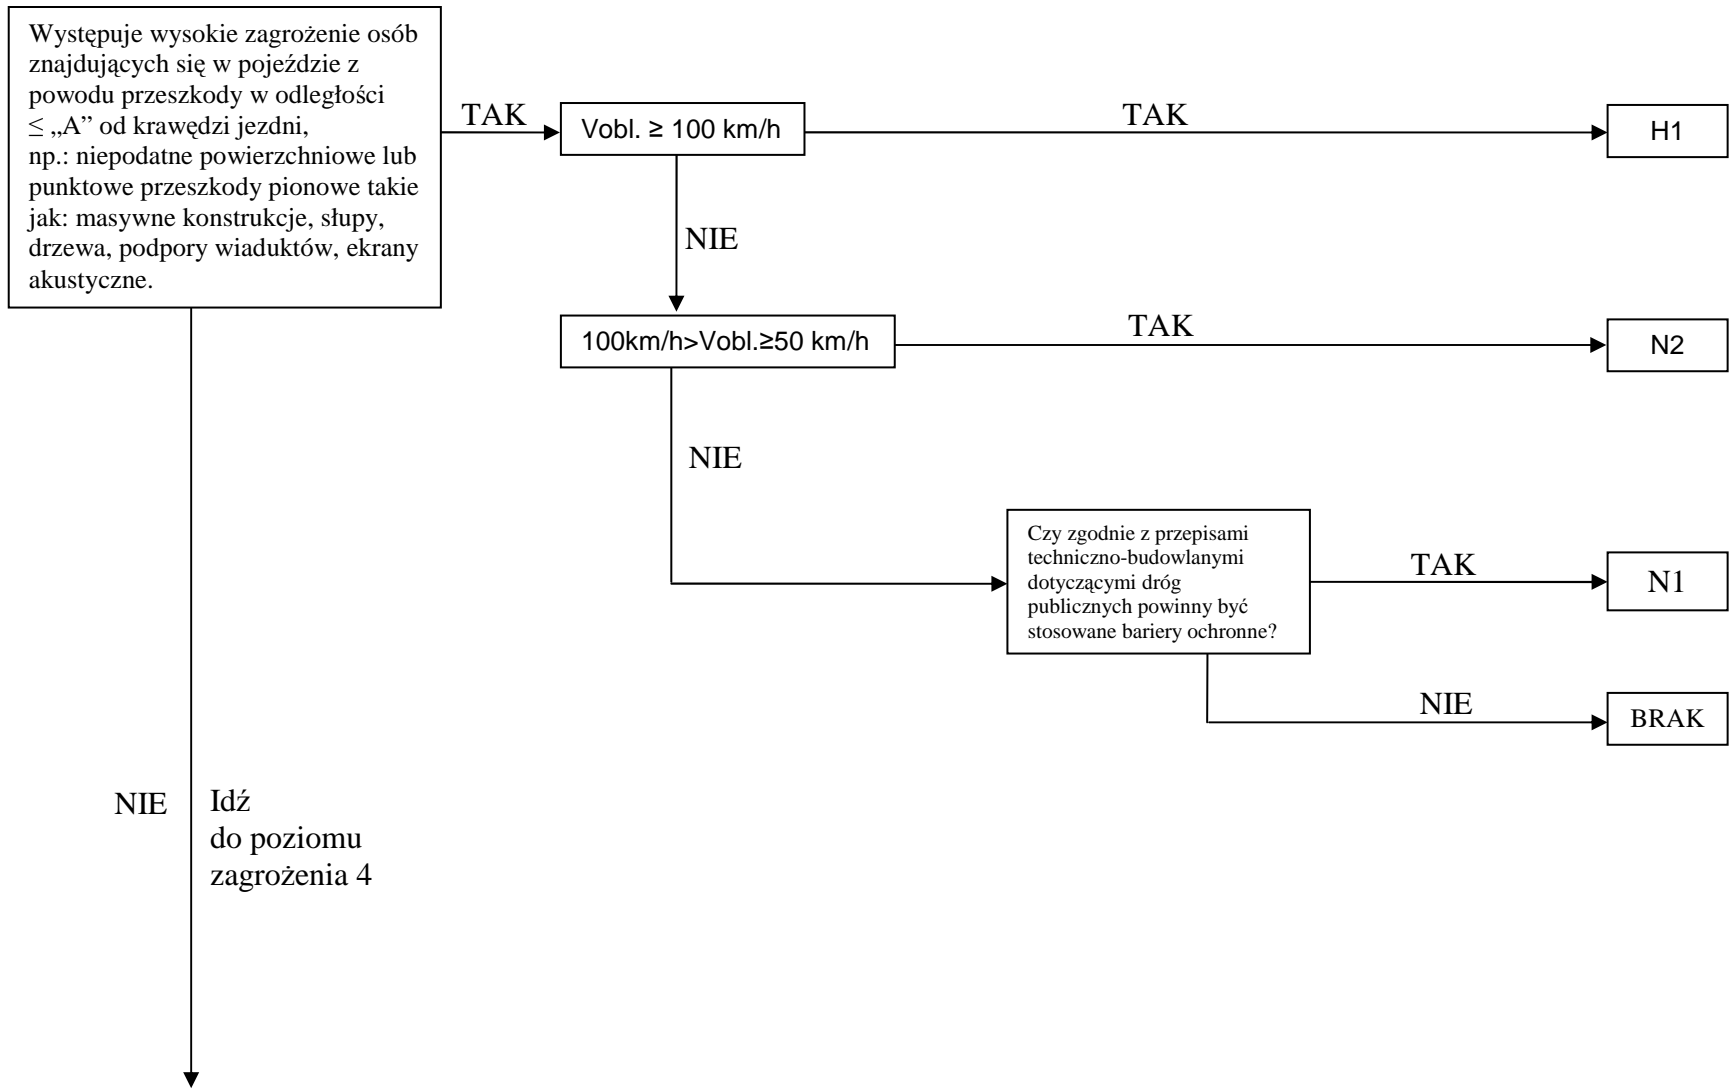 Występuje wysokie zagrożenie osób
znajdujących się w pojeździe z
powodu przeszkody w odległości
≤ „A” od krawędzi jezdni,
np.: niepodatne powierzchniowe lub
punktowe przeszkody pionowe takie
jak: masywne konstrukcje, słupy,
drzewa, podpory wiaduktów, ekrany
akustyczne.
TAK
Vobl. ≥ 100 km/h
TAK
H1
NIE
100km/h>Vobl.≥50 km/h
TAK
N2
NIE
Czy zgodnie z przepisami
techniczno-budowlanymi
dotyczącymi dróg
publicznych powinny być
stosowane bariery ochronne?
TAK
N1
NIE
BRAK
NIE
Idź
do poziomu
zagrożenia 4